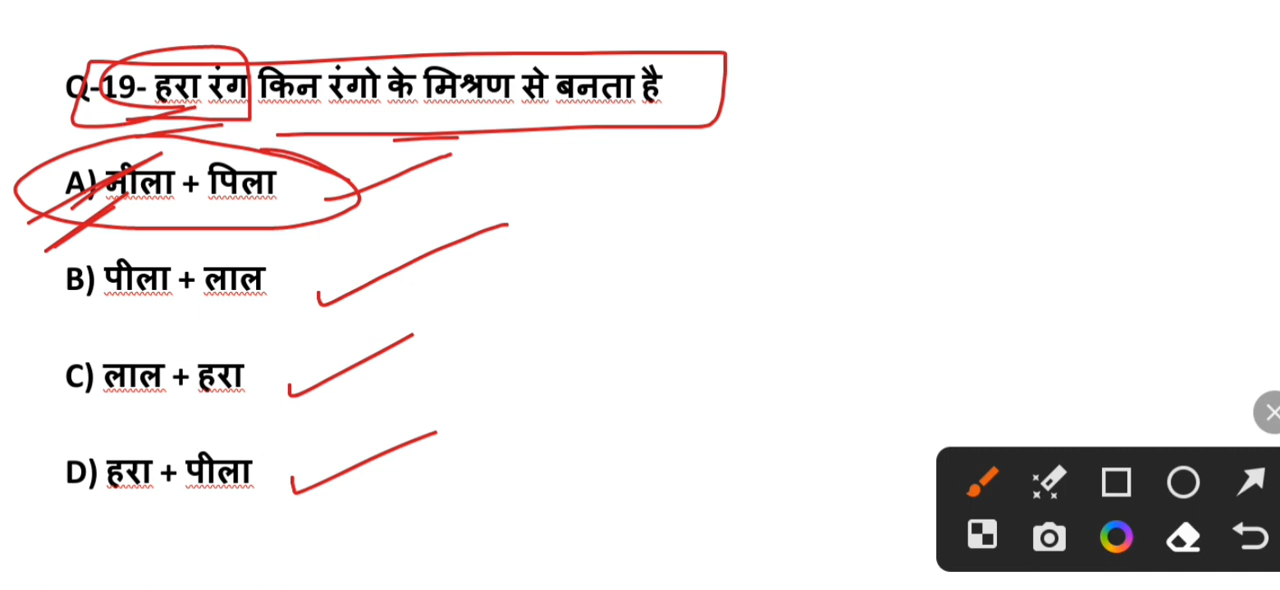 Q-19- हरा रंग किन रंगो के मिश्रण से बनता है
A) नीला + पिला
B) पीला + लाल
C) लाल + हरा
D) हरा + पीला